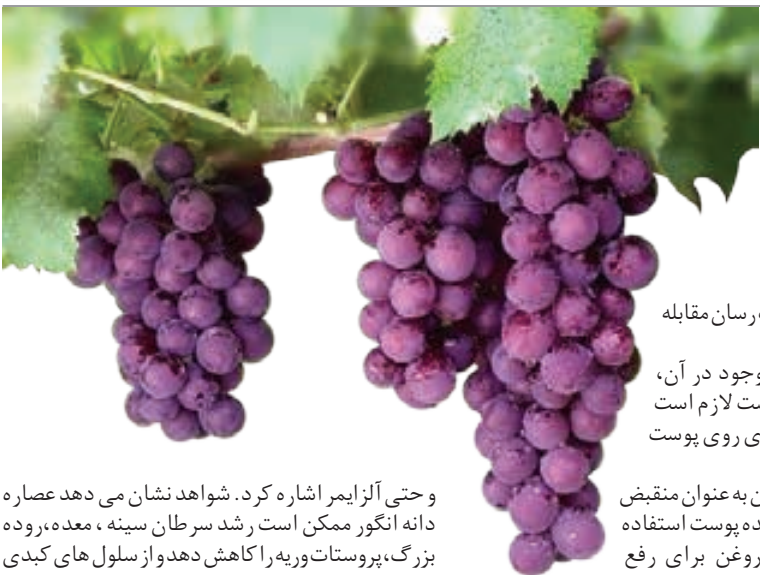 رسان مقابله
وجود در آن،
ست لازم است
ی روی پوست
ن به عنوان منقبض
ده پوست استفاده
روغن برای رفع
و حتی آلزایمر اشاره کرد. شواهد نشان می دهد عصاره
دانه انگور ممکن است رشد سرطان سینه ، معده،روده
بزرگ،پروستات وریه را کاهش دهد و از سلول های کبدی